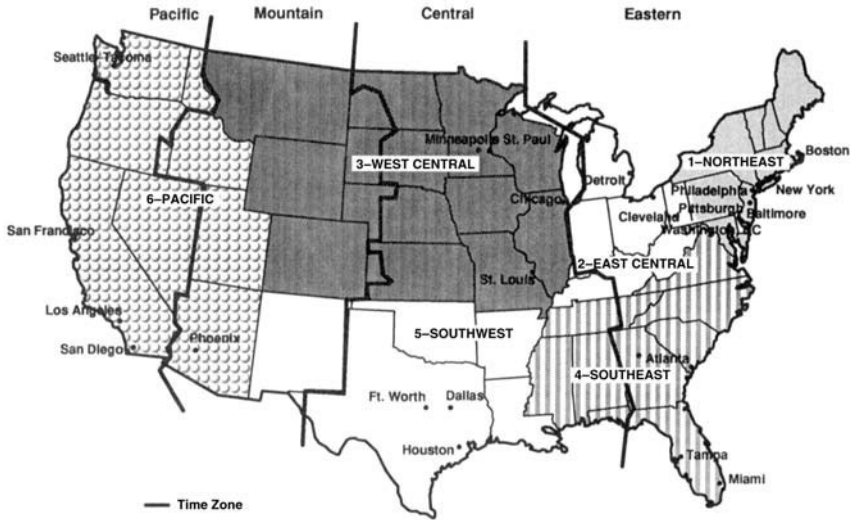 Pacific Mountain Central Eastern
Seattle-Tacoma
Minneapolis St. Paul
3–WEST CENTRAL
1–NORTHEAST
Boston
Detroit
Philadelphia
New York
6–PACIFIC
Chicago
Cleveland
Pittsburgh
Baltimore
San Francisco
Washington, DC
2–EAST CENTRAL
St. Louis
Los Angeles
5–SOUTHWEST
San Diego
Phoenix
Atlanta
4–SOUTHEAST
Ft. Worth
Dallas
Houston
Tampa
Miami
Time Zone